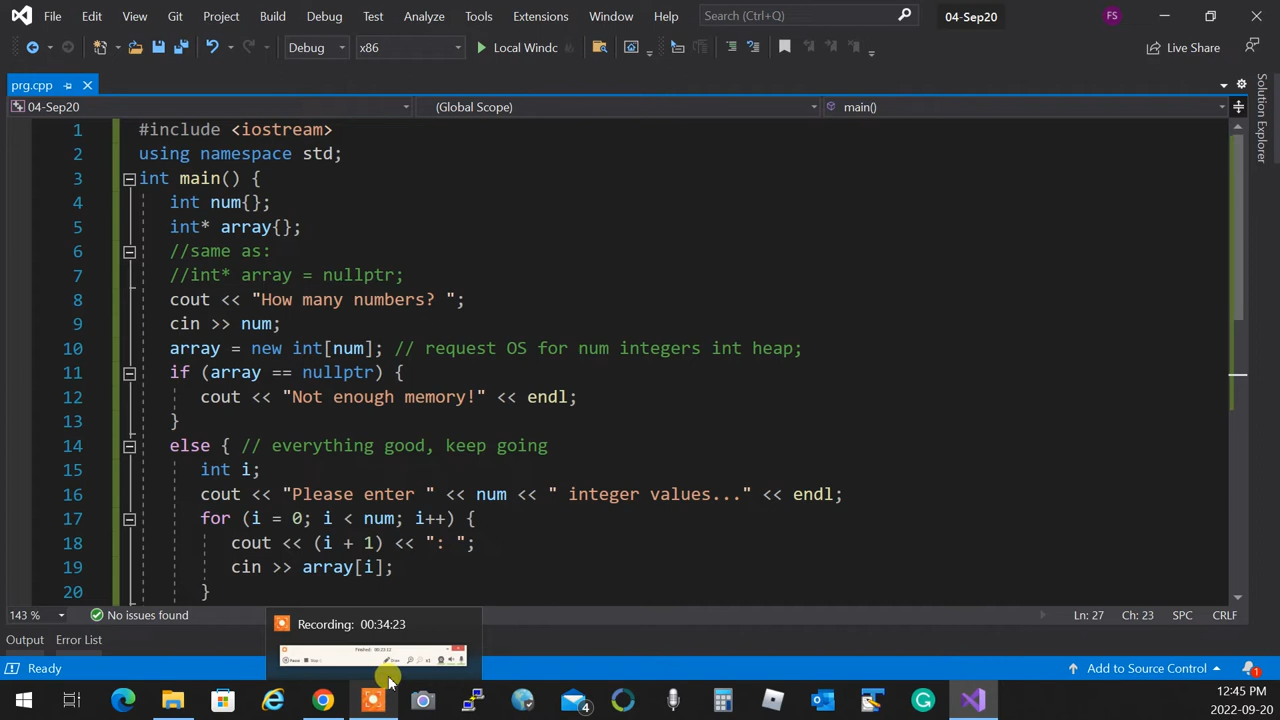 File Edit View Git Project Build Debug Test Analyze Tools Extensions Window Help Search (Ctrl+Q) 04-Sep20 FS
Debug x86 Local Windc Live Share
prg.cpp
04-Sep20 (Global Scope) main()
1 #include <iostream>
2 using namespace std;
3 int main() {
4 int num{};
5 int* array{};
6 //same as:
7 //int* array = nullptr;
8 cout << "How many numbers? ";
9 cin >> num;
10 array = new int[num]; // request OS for num integers int heap;
11 if (array == nullptr) {
12 cout << "Not enough memory!" << endl;
13 }
14 else { // everything good, keep going
15 int i;
16 cout << "Please enter " << num << " integer values..." << endl;
17 for (i = 0; i < num; i++) {
18 cout << (i + 1) << ": ";
19 cin >> array[i];
20 }
Solution Explorer
143 % No issues found Ln: 27 Ch: 23 SPC CRLF
Recording: 00:34:23
Output Error List
Ready Add to Source Control 1
4
12:45 PM
2022-09-20